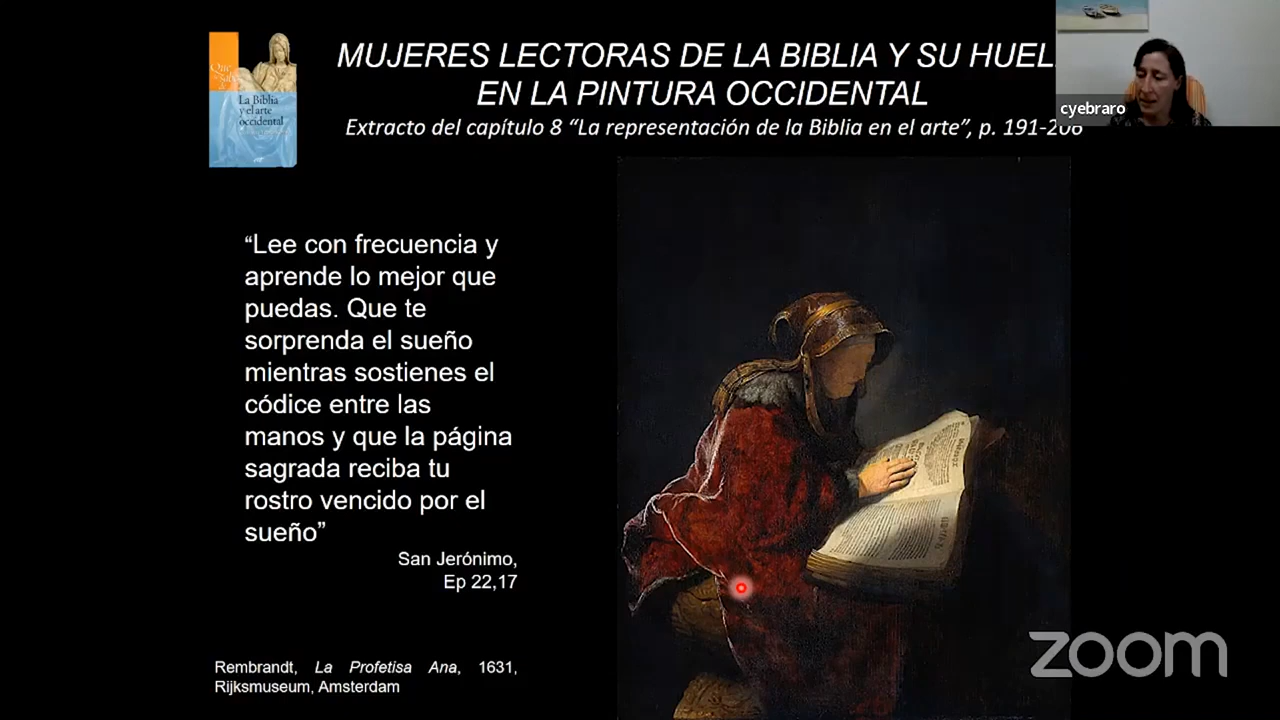 MUJERES LECTORAS DE LA BIBLIA Y SU HUEL
EN LA PINTURA OCCIDENTAL
Extracto del capítulo 8 “La representación de la Biblia en el arte”, p. 191-206
La Biblia
y el arte
occidental
cyebraro
“Lee con frecuencia y
aprende lo mejor que
puedas. Que te
sorprenda el sueño
mientras sostienes el
códice entre las
manos y que la página
sagrada reciba tu
rostro vencido por el
sueño”
San Jerónimo,
Ep 22,17
Rembrandt, La Profetisa Ana, 1631,
Rijksmuseum, Amsterdam
zoom